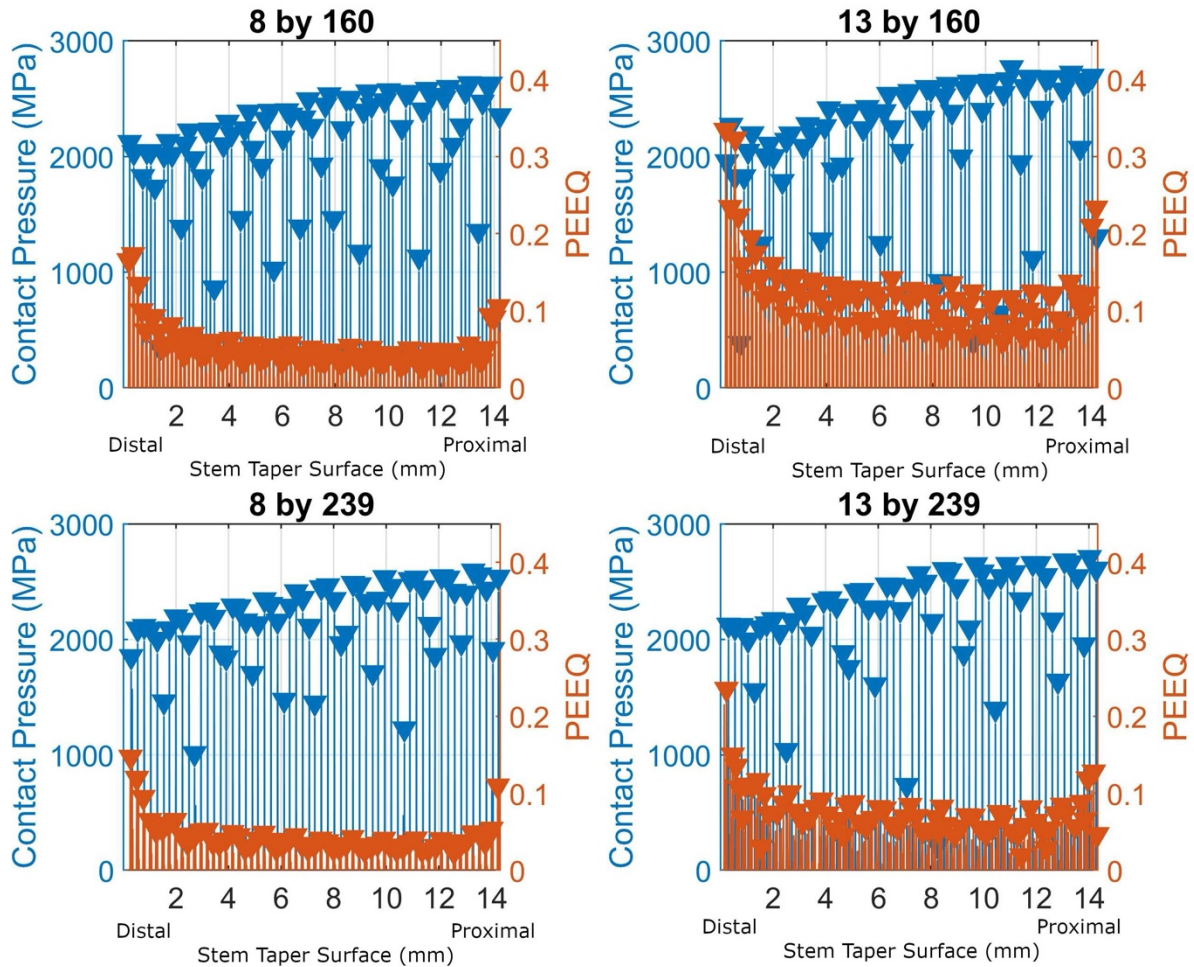 8 by 160
Contact Pressure (MPa)
3000
2000
1000
0
PEEQ
0.4
0.3
0.2
0.1
0
2 4 6 8 10 12 14
Distal Proximal
Stem Taper Surface (mm)
13 by 160
Contact Pressure (MPa)
3000
2000
1000
0
PEEQ
0.4
0.3
0.2
0.1
0
2 4 6 8 10 12 14
Distal Proximal
Stem Taper Surface (mm)
8 by 239
Contact Pressure (MPa)
3000
2000
1000
0
PEEQ
0.4
0.3
0.2
0.1
0
2 4 6 8 10 12 14
Distal Proximal
Stem Taper Surface (mm)
13 by 239
Contact Pressure (MPa)
3000
2000
1000
0
PEEQ
0.4
0.3
0.2
0.1
0
2 4 6 8 10 12 14
Distal Proximal
Stem Taper Surface (mm)